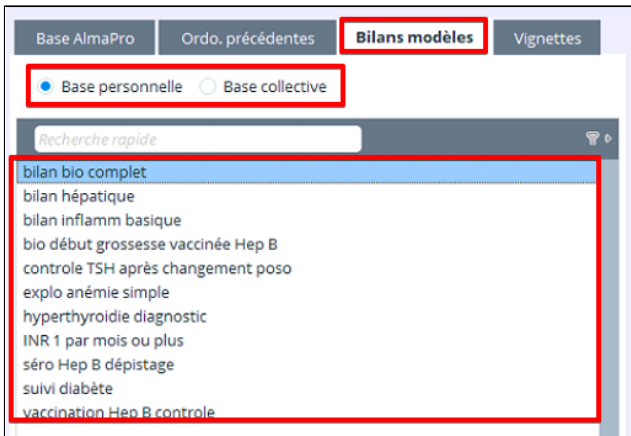 Base AlmaPro Ordo. précédentes Bilans modèles Vignettes
Base personnelle Base collective
Recherche rapide
bilan bio complet
bilan hépatique
bilan inflamm basique
bio début grossesse vaccinée Hep B
controle TSH après changement poso
explo anémie simple
hyperthyroidie diagnostic
INR 1 par mois ou plus
séro Hep B dépistage
suivi diabète
vaccination Hep B controle